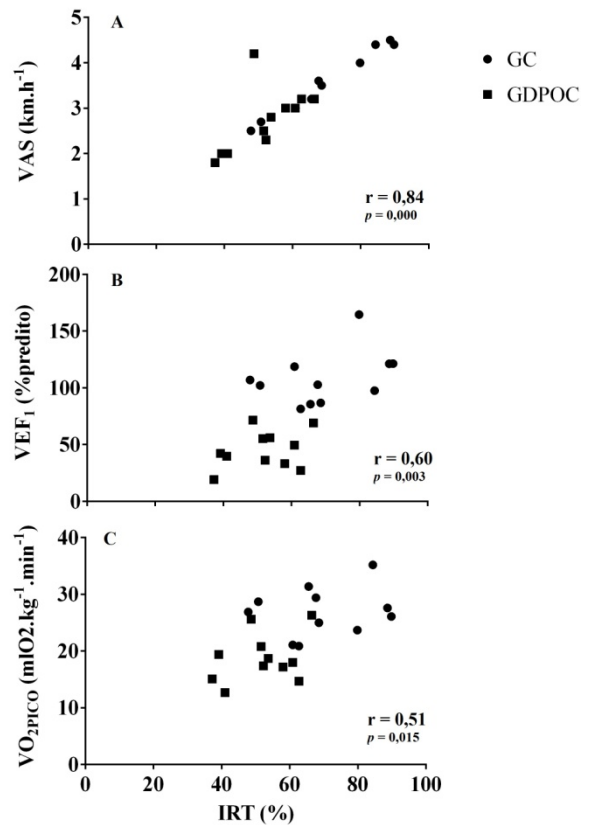 A
VAS (km.h⁻¹)
5
4
3
2
1
0
r = 0,84
p = 0,000
GC
GDPOC
B
VEF₁ (%predito)
200
150
100
50
0
r = 0,60
p = 0,003
C
VO₂PICO (mlO2.kg⁻¹.min⁻¹)
40
30
20
10
0
r = 0,51
p = 0,015
0 20 40 60 80 100
IRT (%)